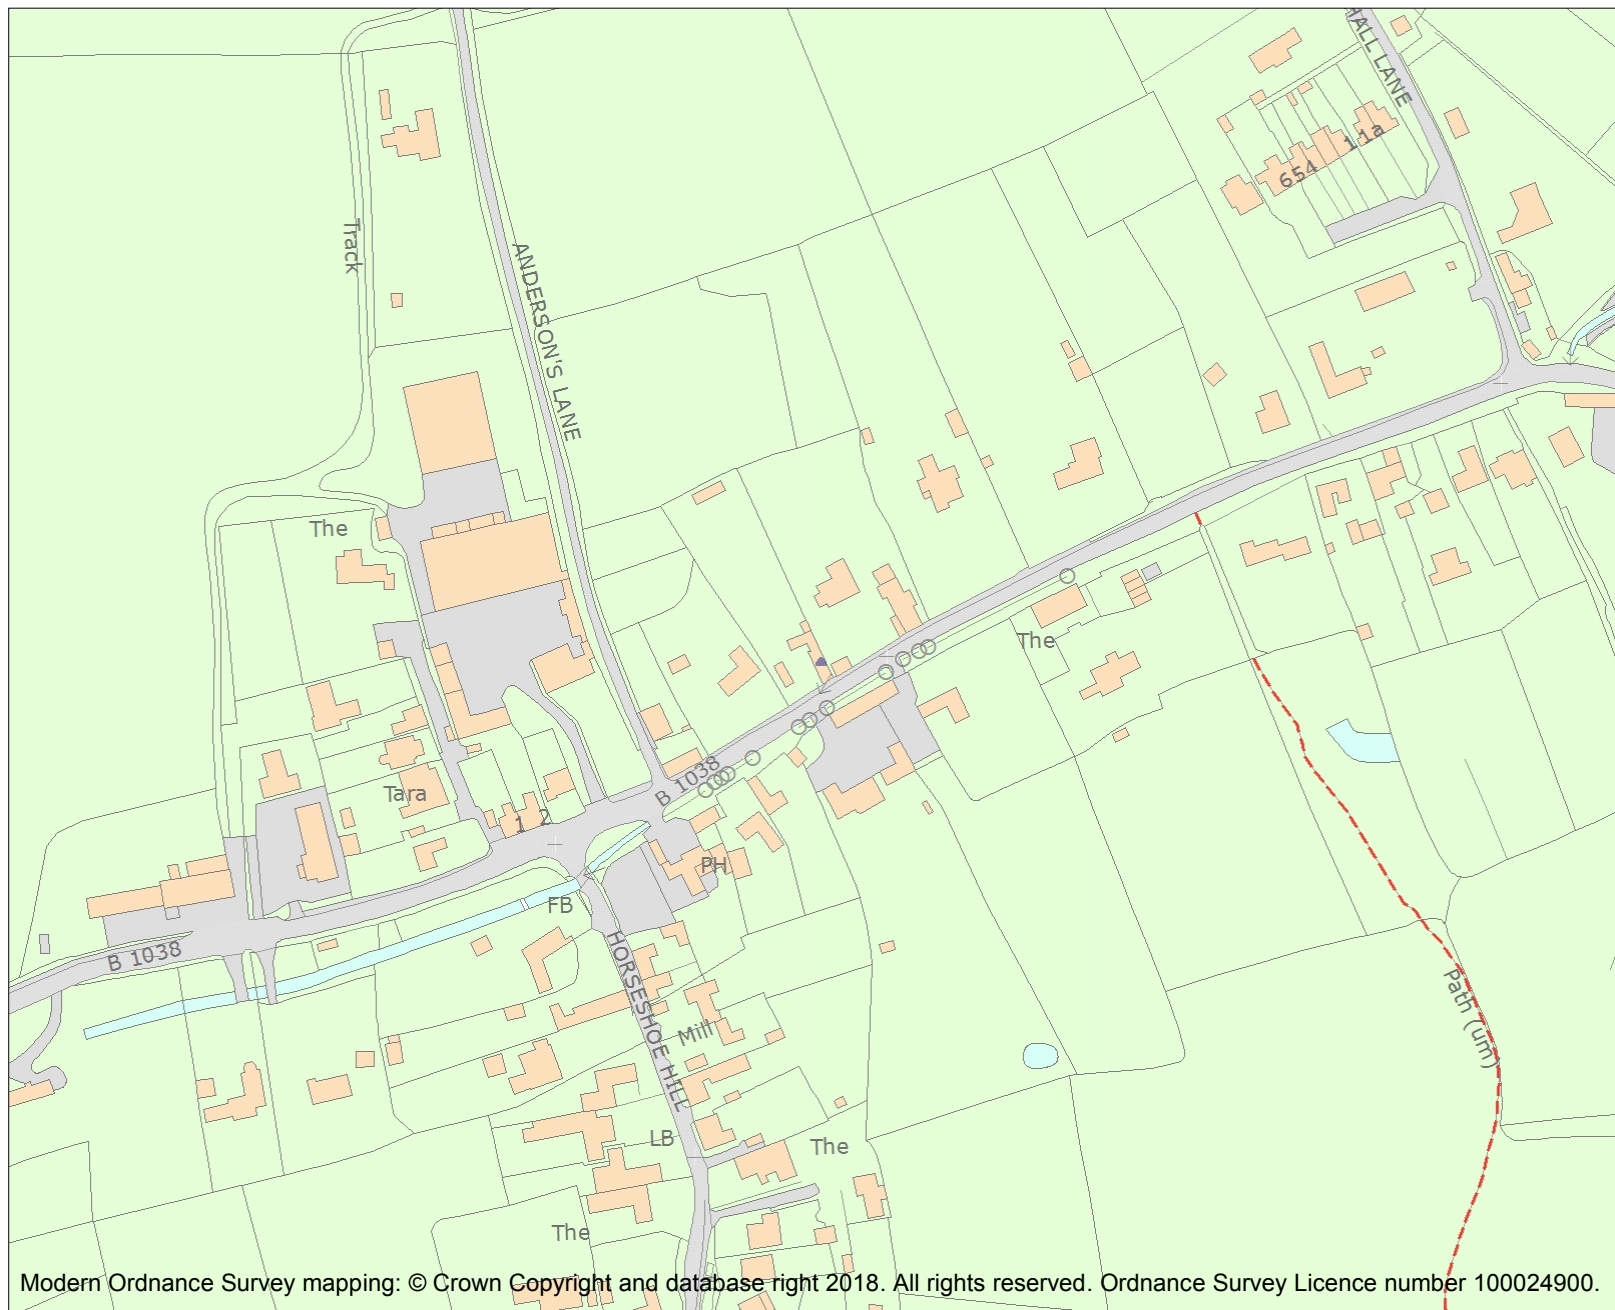 HALL LANE
11a
654
Track
ANDERSON'S LANE
The
The
B 1038
Tara
1 2
PH
FB
B 1038
HORSESHOE HILL
Mill
Path (um)
LB
The
The
Modern Ordnance Survey mapping: © Crown Copyright and database right 2018. All rights reserved. Ordnance Survey Licence number 100024900.